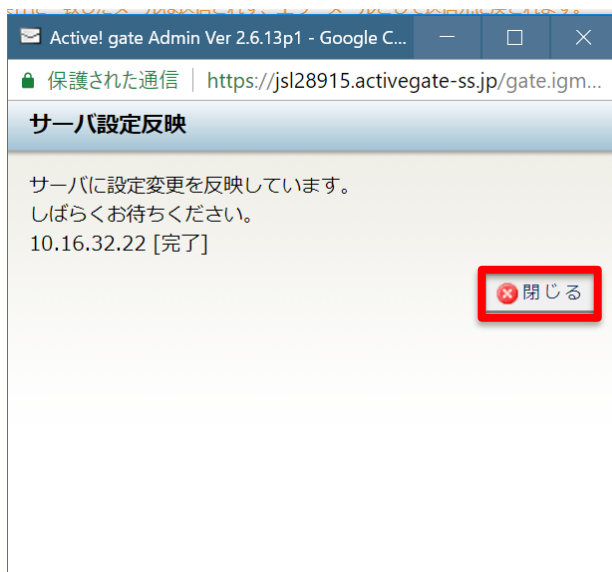 Active! gate Admin Ver 2.6.13p1 - Google C...
保護された通信 | https://jsl28915.activegate-ss.jp/gate.igm...
サーバ設定反映
サーバに設定変更を反映しています。
しばらくお待ちください。
10.16.32.22 [完了]
閉じる